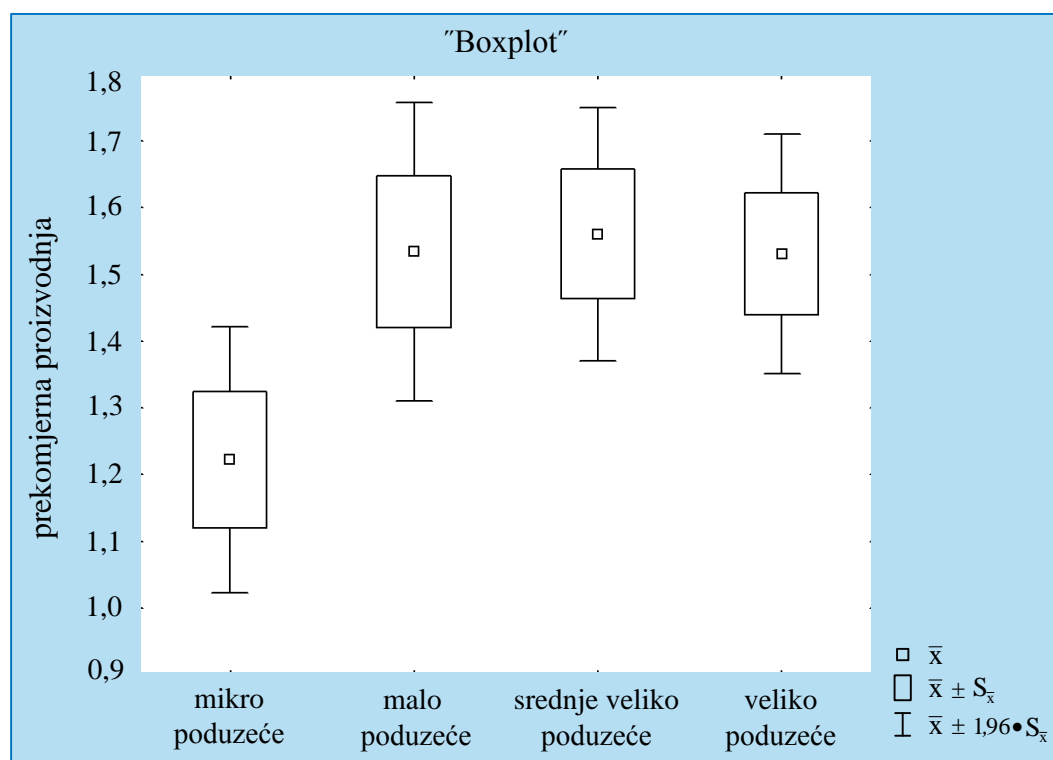 ˝Boxplot˝
prekomjerna proizvodnja
1,8
1,7
1,6
1,5
1,4
1,3
1,2
1,1
1,0
0,9
mikro
poduzeće
malo
poduzeće
srednje veliko
poduzeće
veliko
poduzeće
x̅
x̅ ± Sx̅
x̅ ± 1,96•Sx̅